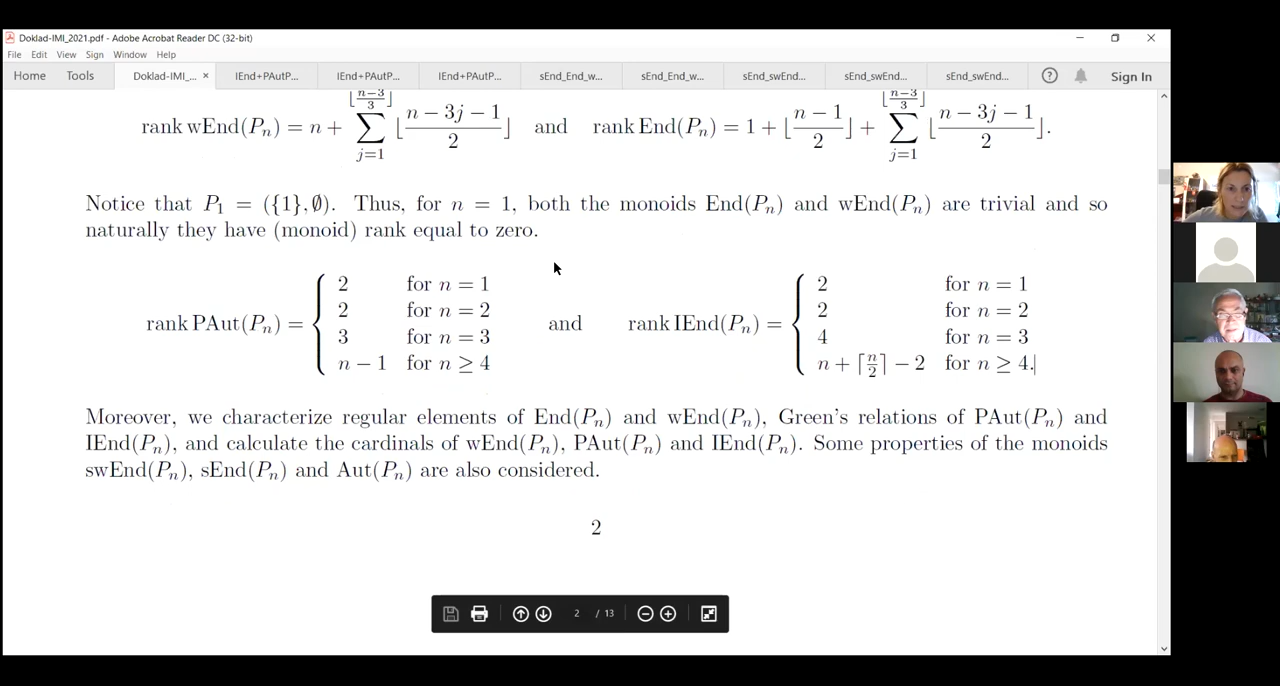 Doklad-IMI_2021.pdf - Adobe Acrobat Reader DC (32-bit)
File Edit View Sign Window Help
Home Tools Doklad-IMI_... × IEnd+PAutP... IEnd+PAutP... IEnd+PAutP... sEnd_End_w... sEnd_End_w... sEnd_swEnd... sEnd_swEnd... sEnd_swEnd... Sign In
rank wEnd(Pₙ) = n + ∑_{j=1}^{⌊(n−3)/3⌋} ⌊(n − 3j − 1)/2⌋ and rank End(Pₙ) = 1 + ⌊(n − 1)/2⌋ + ∑_{j=1}^{⌊(n−3)/3⌋} ⌊(n − 3j − 1)/2⌋.
Notice that P₁ = ({1}, ∅). Thus, for n = 1, both the monoids End(Pₙ) and wEnd(Pₙ) are trivial and so
naturally they have (monoid) rank equal to zero.
rank PAut(Pₙ) = { 2 for n = 1
2 for n = 2
3 for n = 3
n − 1 for n ≥ 4
and rank IEnd(Pₙ) = { 2 for n = 1
2 for n = 2
4 for n = 3
n + ⌈n/2⌉ − 2 for n ≥ 4.
Moreover, we characterize regular elements of End(Pₙ) and wEnd(Pₙ), Green's relations of PAut(Pₙ) and
IEnd(Pₙ), and calculate the cardinals of wEnd(Pₙ), PAut(Pₙ) and IEnd(Pₙ). Some properties of the monoids
swEnd(Pₙ), sEnd(Pₙ) and Aut(Pₙ) are also considered.
2
2 / 13